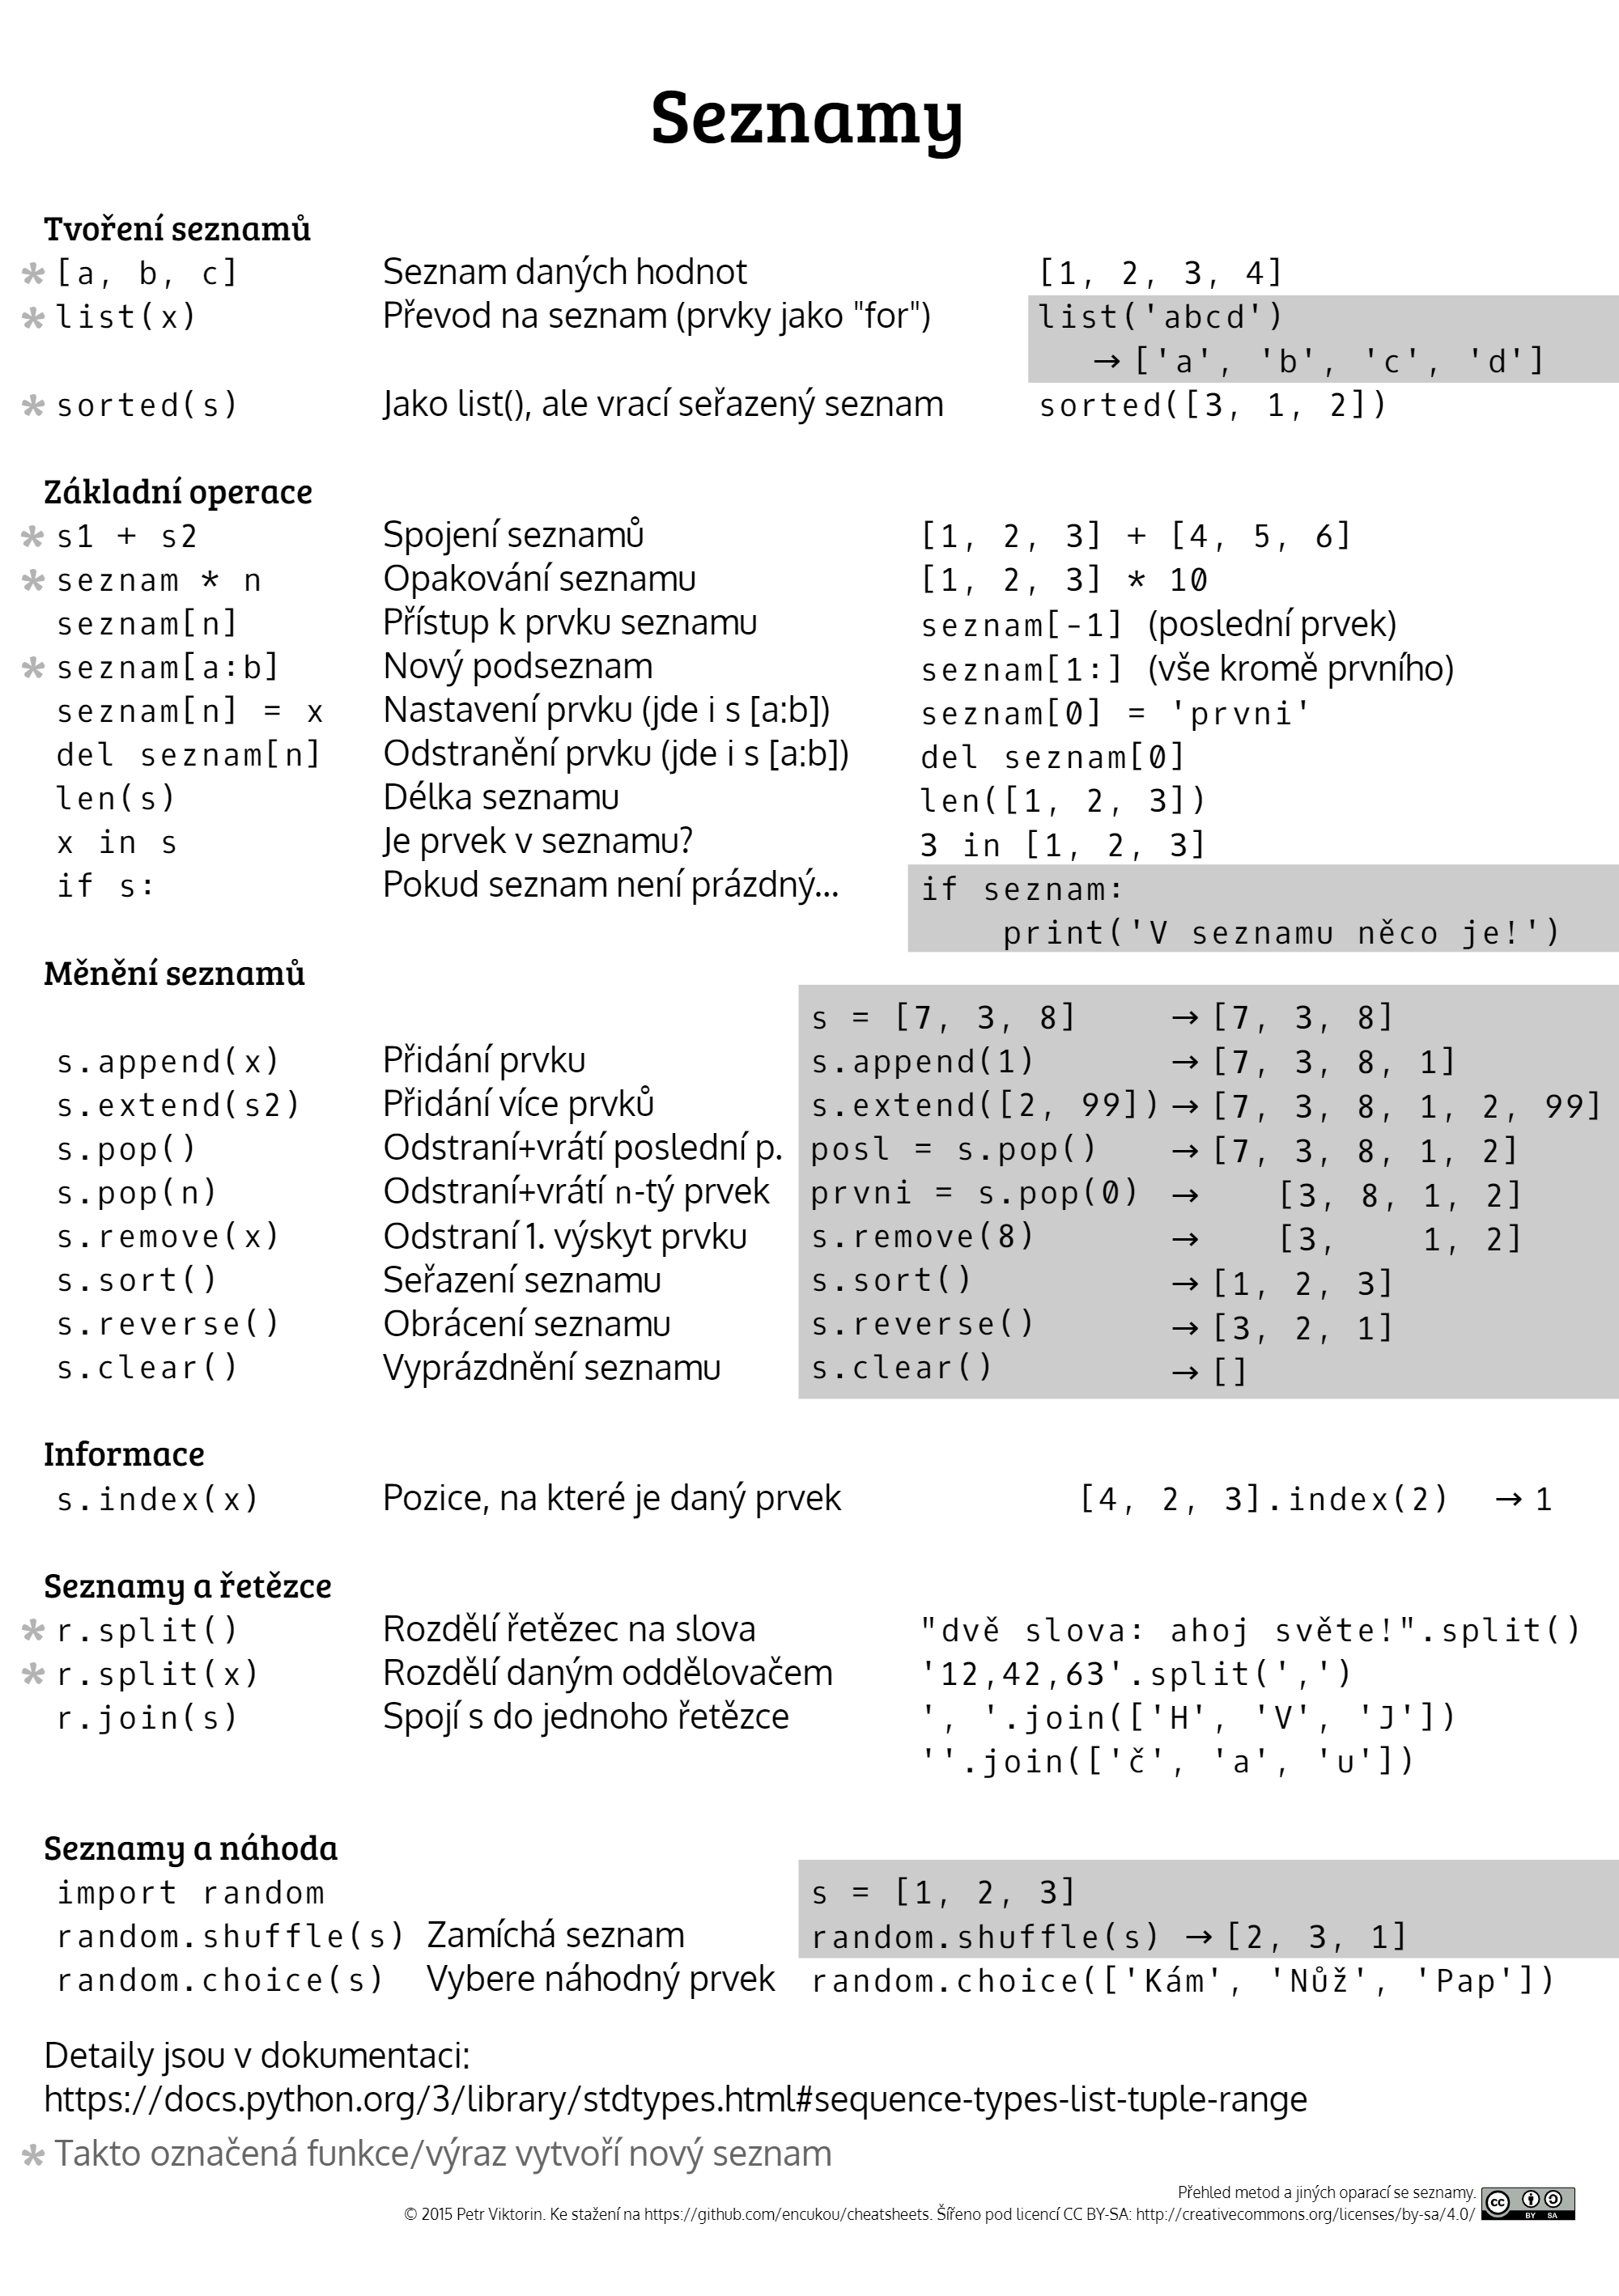 Seznamy
Tvoření seznamů
* [a, b, c] Seznam daných hodnot [1, 2, 3, 4]
* list(x) Převod na seznam (prvky jako "for") list('abcd')
→ ['a', 'b', 'c', 'd']
* sorted(s) Jako list(), ale vrací seřazený seznam sorted([3, 1, 2])
Základní operace
* s1 + s2 Spojení seznamů [1, 2, 3] + [4, 5, 6]
* seznam * n Opakování seznamu [1, 2, 3] * 10
seznam[n] Přístup k prvku seznamu seznam[-1] (poslední prvek)
* seznam[a:b] Nový podseznam seznam[1:] (vše kromě prvního)
seznam[n] = x Nastavení prvku (jde i s [a:b]) seznam[0] = 'prvni'
del seznam[n] Odstranění prvku (jde i s [a:b]) del seznam[0]
len(s) Délka seznamu len([1, 2, 3])
x in s Je prvek v seznamu? 3 in [1, 2, 3]
if s: Pokud seznam není prázdný... if seznam:
print('V seznamu něco je!')
Měnění seznamů
s = [7, 3, 8] → [7, 3, 8]
s.append(x) Přidání prvku s.append(1) → [7, 3, 8, 1]
s.extend(s2) Přidání více prvků s.extend([2, 99]) → [7, 3, 8, 1, 2, 99]
s.pop() Odstraní+vrátí poslední p. posl = s.pop() → [7, 3, 8, 1, 2]
s.pop(n) Odstraní+vrátí n-tý prvek prvni = s.pop(0) → [3, 8, 1, 2]
s.remove(x) Odstraní 1. výskyt prvku s.remove(8) → [3, 1, 2]
s.sort() Seřazení seznamu s.sort() → [1, 2, 3]
s.reverse() Obrácení seznamu s.reverse() → [3, 2, 1]
s.clear() Vyprázdnění seznamu s.clear() → []
Informace
s.index(x) Pozice, na které je daný prvek [4, 2, 3].index(2) → 1
Seznamy a řetězce
* r.split() Rozdělí řetězec na slova "dvě slova: ahoj světe!".split()
* r.split(x) Rozdělí daným oddělovačem '12,42,63'.split(',')
r.join(s) Spojí s do jednoho řetězce ', '.join(['H', 'V', 'J'])
''.join(['č', 'a', 'u'])
Seznamy a náhoda
import random s = [1, 2, 3]
random.shuffle(s) Zamíchá seznam random.shuffle(s) → [2, 3, 1]
random.choice(s) Vybere náhodný prvek random.choice(['Kám', 'Nůž', 'Pap'])
Detaily jsou v dokumentaci:
https://docs.python.org/3/library/stdtypes.html#sequence-types-list-tuple-range
* Takto označená funkce/výraz vytvoří nový seznam
Přehled metod a jiných oparací se seznamy.
© 2015 Petr Viktorin. Ke stažení na https://github.com/encukou/cheatsheets. Šířeno pod licencí CC BY-SA: http://creativecommons.org/licenses/by-sa/4.0/
cc BY SA